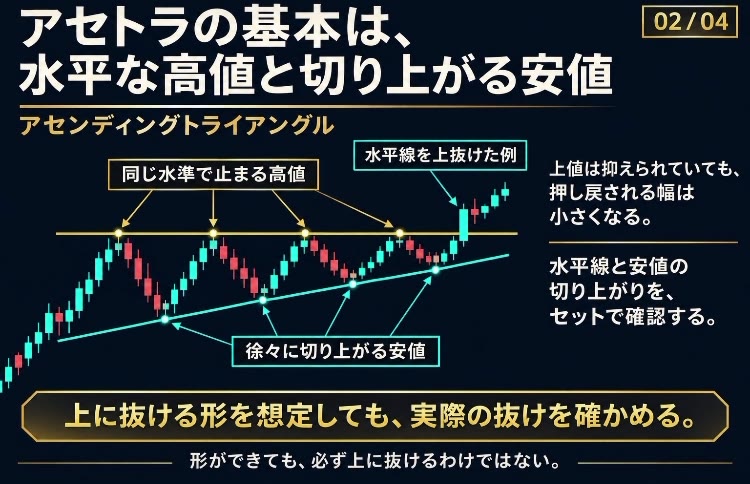 アセトラの基本は、
水平な高値と切り上がる安値
02/04
アセンディングトライアングル
水平線を上抜けた例
同じ水準で止まる高値
上値は抑えられていても、
押し戻される幅は
小さくなる。
水平線と安値の
切り上がりを、
セットで確認する。
徐々に切り上がる安値
上に抜ける形を想定しても、実際の抜けを確かめる。
形ができても、必ず上に抜けるわけではない。